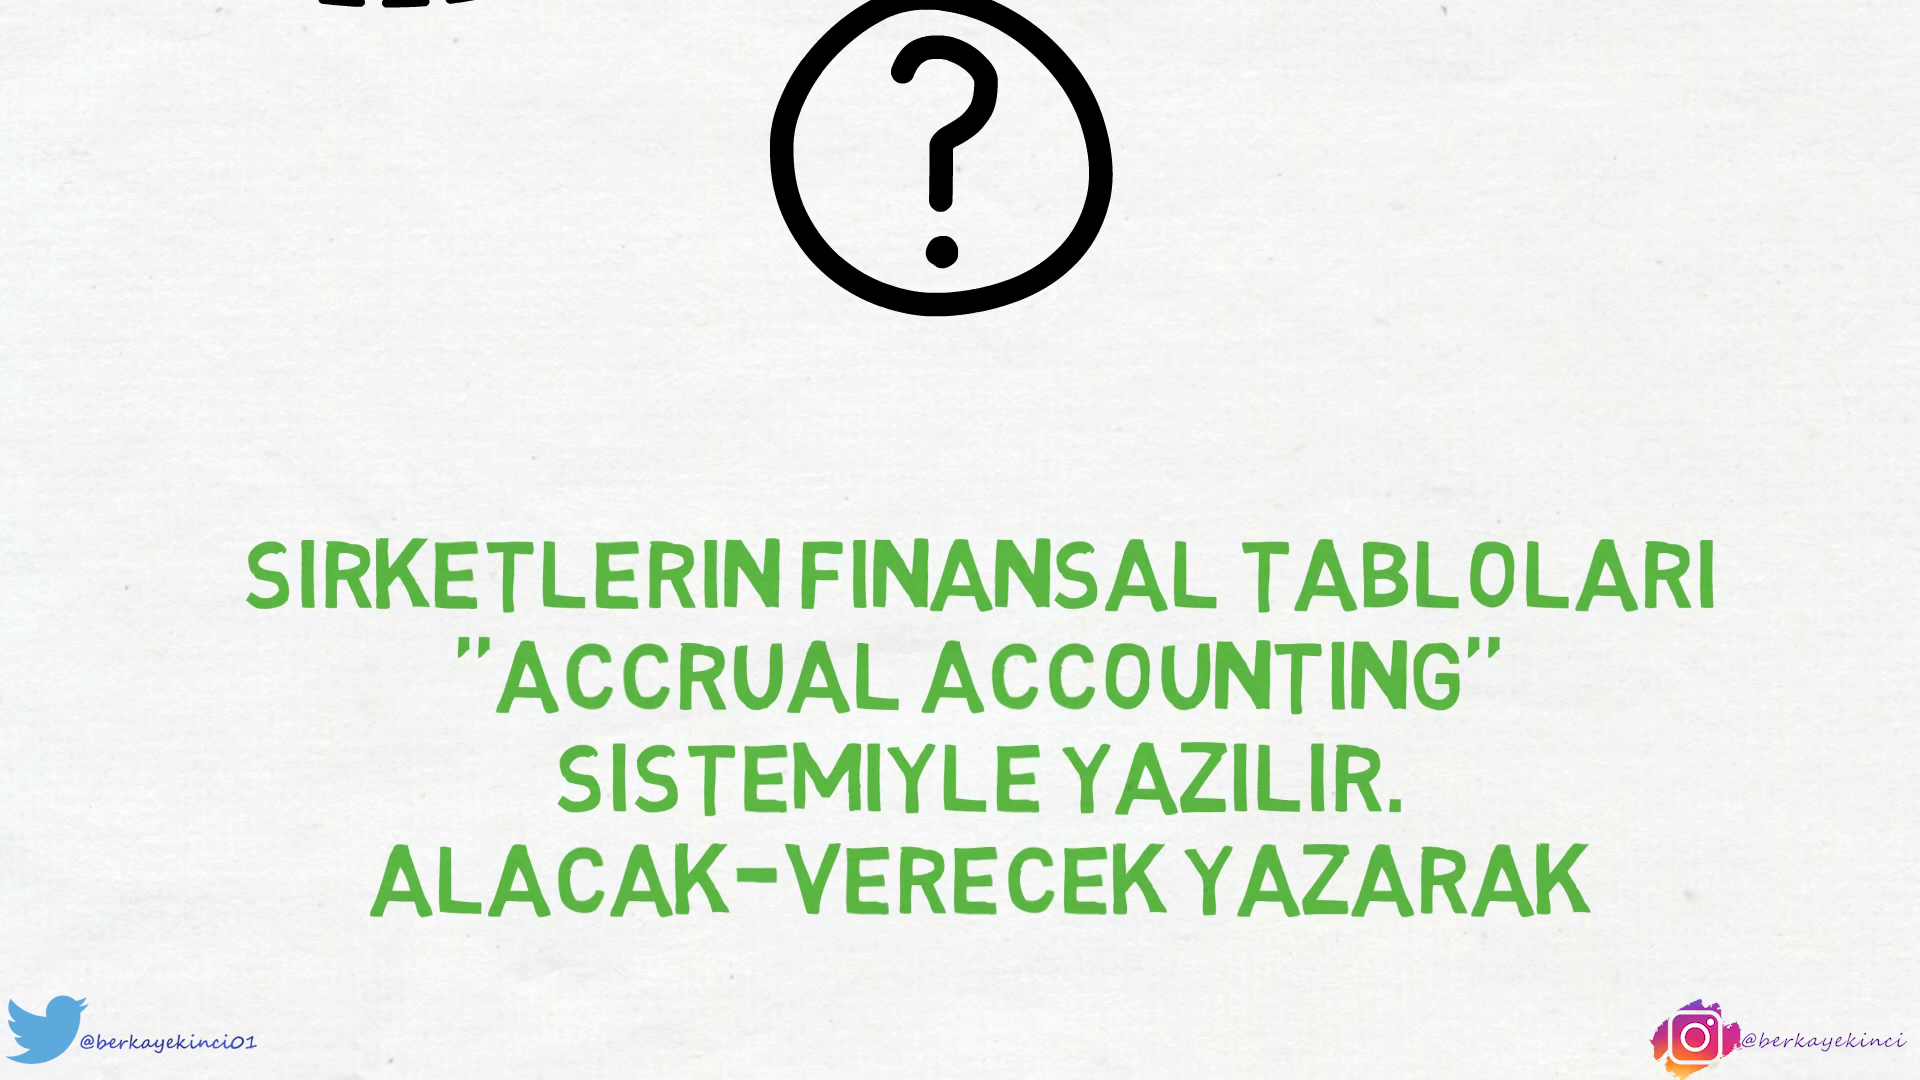 ?
SIRKETLERIN FINANSAL TABLOLARI
"ACCRUAL ACCOUNTING"
SISTEMIYLE YAZILIR.
ALACAK-VERECEK YAZARAK
@berkayekinci01
@berkayekinci